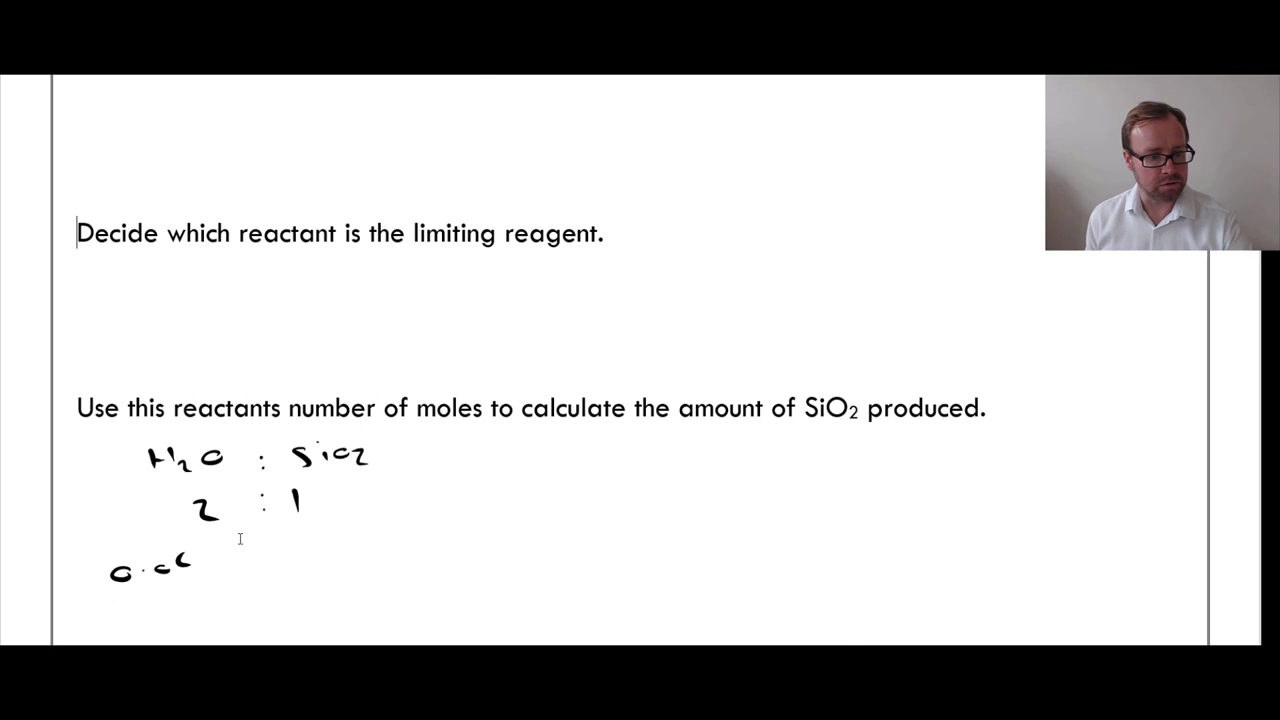 Decide which reactant is the limiting reagent.
Use this reactants number of moles to calculate the amount of SiO₂ produced.
H₂O : SiO2
2 : 1